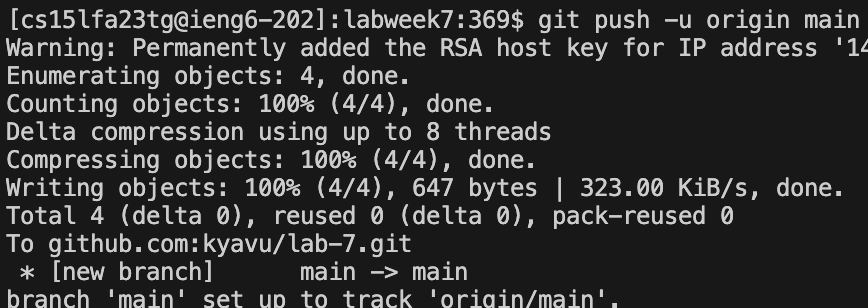 [cs15lfa23tg@ieng6-202]:labweek7:369$ git push -u origin main
Warning: Permanently added the RSA host key for IP address '14
Enumerating objects: 4, done.
Counting objects: 100% (4/4), done.
Delta compression using up to 8 threads
Compressing objects: 100% (4/4), done.
Writing objects: 100% (4/4), 647 bytes | 323.00 KiB/s, done.
Total 4 (delta 0), reused 0 (delta 0), pack-reused 0
To github.com:kyavu/lab-7.git
 * [new branch]      main -> main
branch 'main' set up to track 'origin/main'.